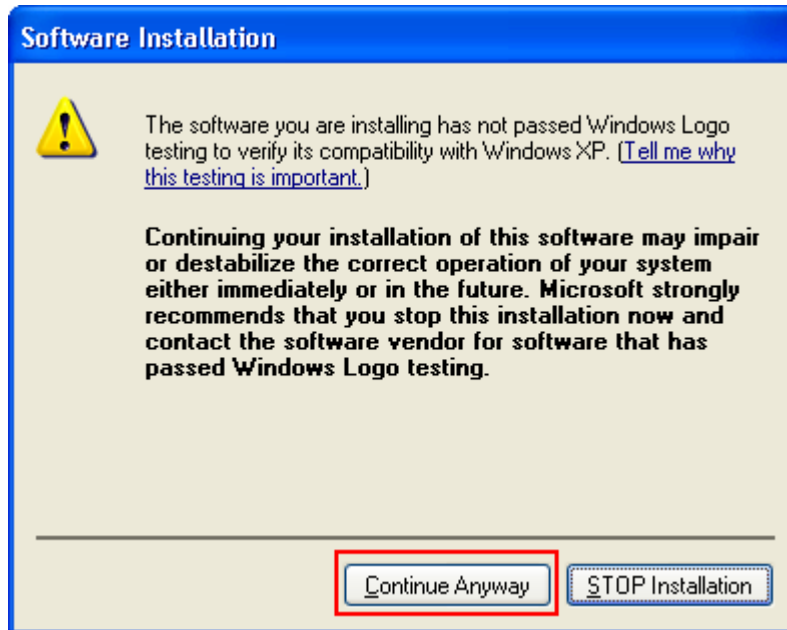 Software Installation
The software you are installing has not passed Windows Logo
testing to verify its compatibility with Windows XP. (Tell me why
this testing is important.)
Continuing your installation of this software may impair
or destabilize the correct operation of your system
either immediately or in the future. Microsoft strongly
recommends that you stop this installation now and
contact the software vendor for software that has
passed Windows Logo testing.
Continue Anyway
STOP Installation